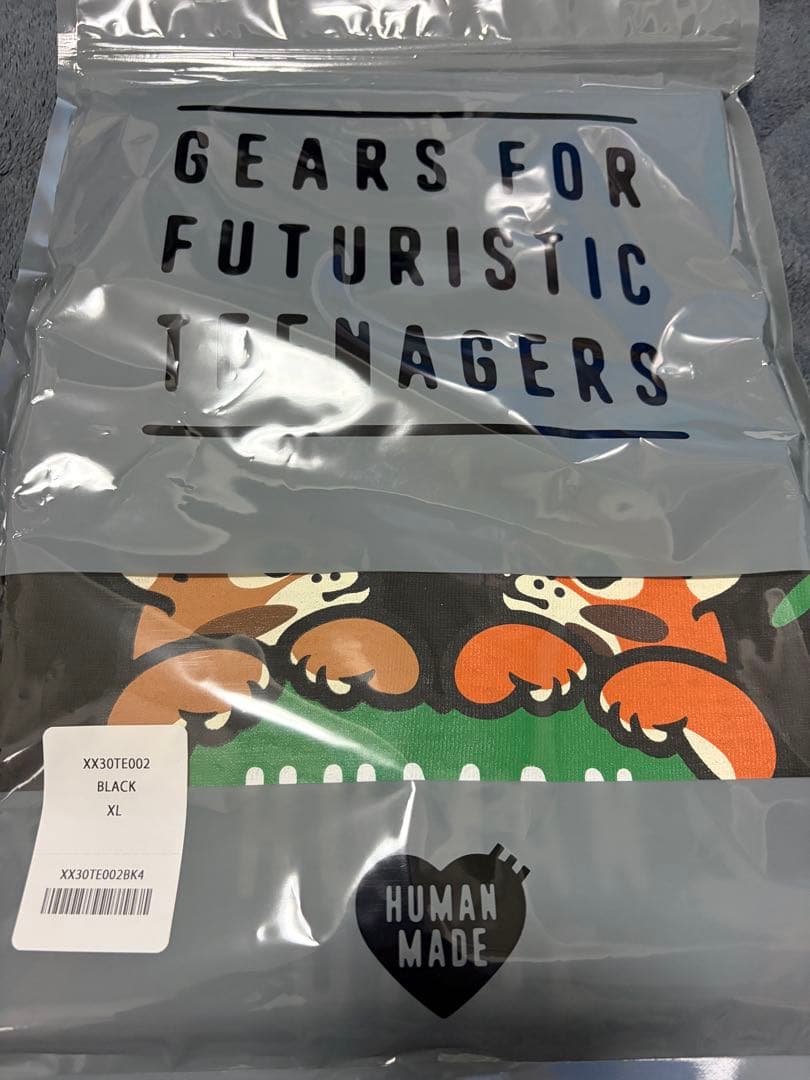 GEARS FOR
FUTURISTIC
TEENAGERS
XX30TE002
BLACK
XL
XX30TE002BK4
HUMAN
MADE